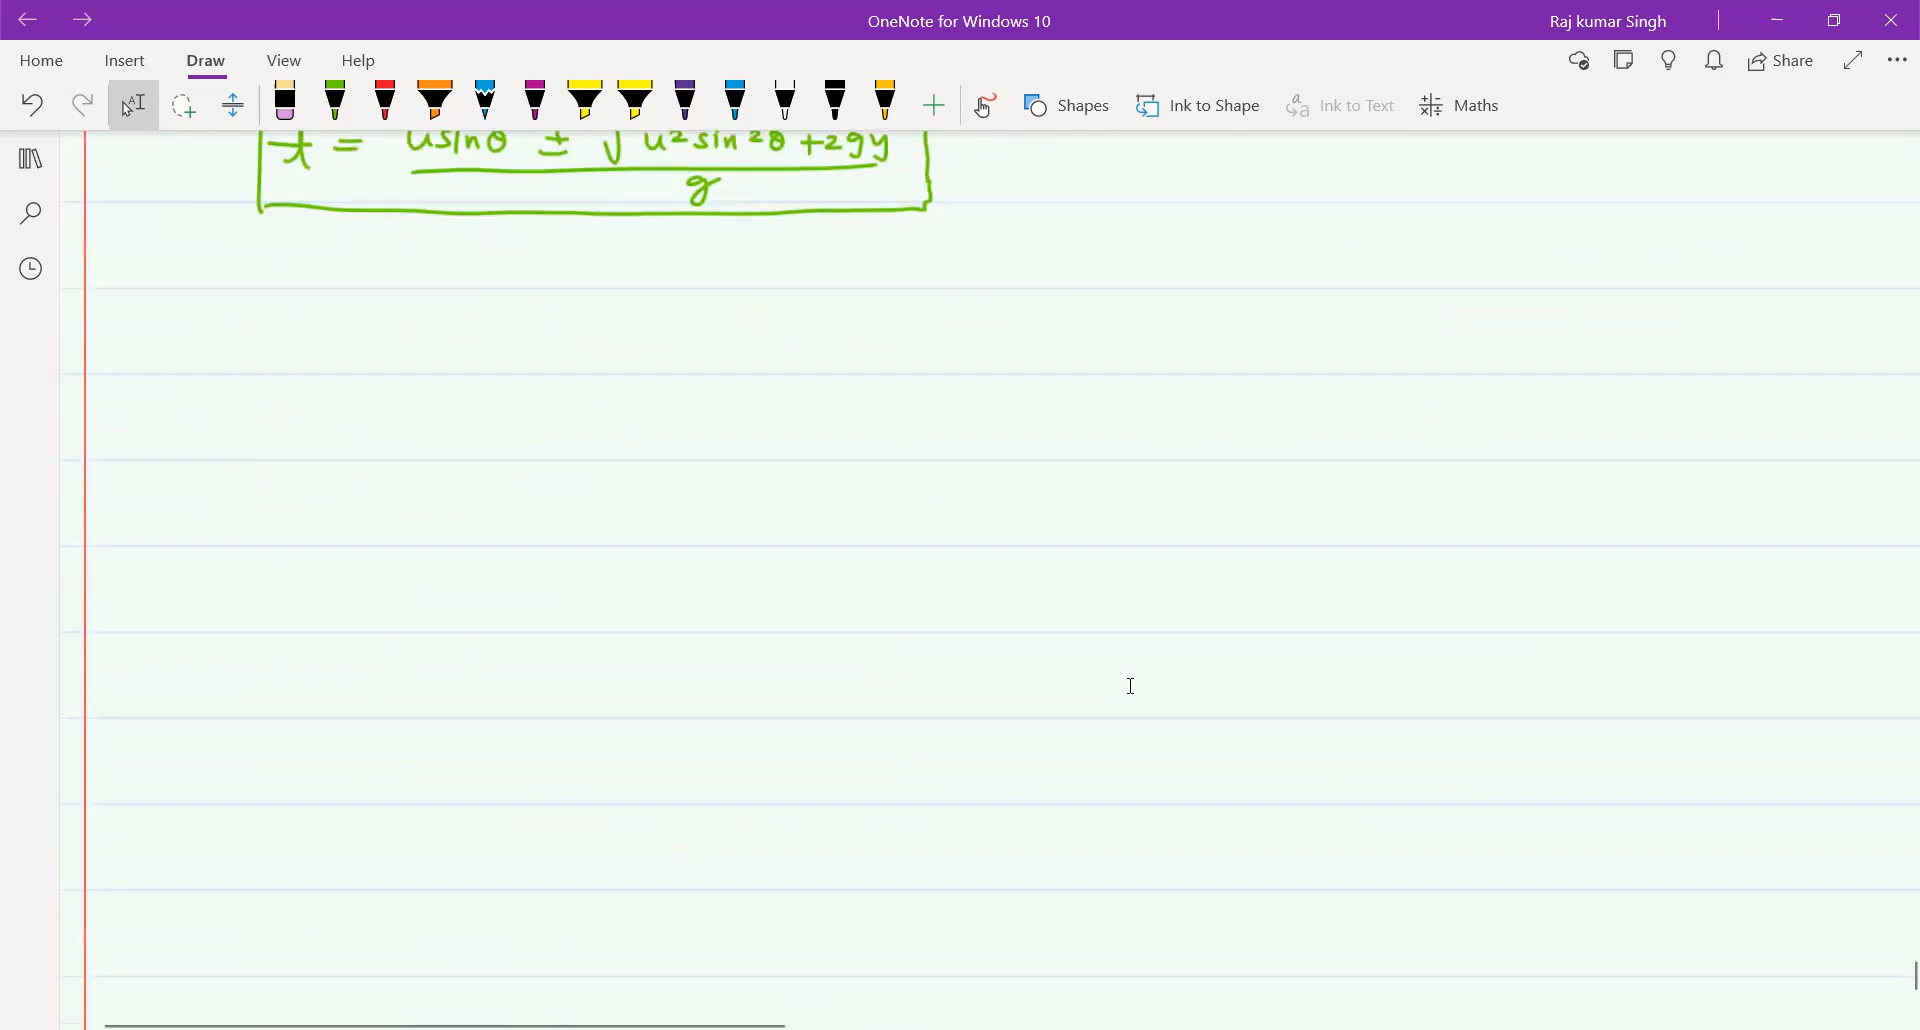 OneNote for Windows 10
Raj kumar Singh
Home Insert Draw View Help
Share
Shapes Ink to Shape Ink to Text Maths
t = usinθ ± √u²sin²θ +2gy
g